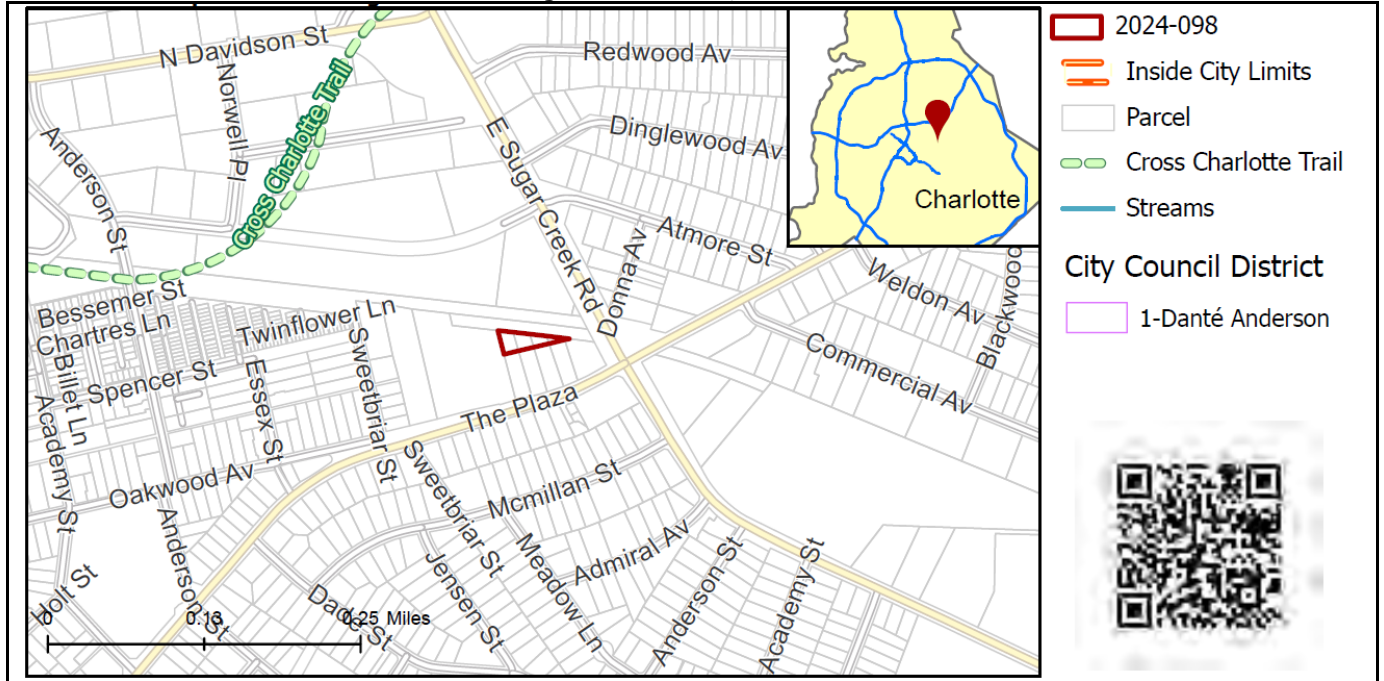 N Davidson St
Redwood Av
Norwell Pl
Cross Charlotte Trail
Anderson St
E Sugar Creek Rd
Dinglewood Av
Charlotte
Atmore St
Donna Av
Weldon Av
Blackwood
Bessemer St
Chartres Ln
Twinflower Ln
Commercial Av
Billet Ln
Spencer St
Essex St
Sweetbriar St
The Plaza
Academy St
Oakwood Av
Sweetbriar St
Mcmillan St
Anderson St
Jensen St
Meadow Ln
Admiral Av
Anderson St
Academy St
Holt St
Dade St
0 0.13 0.25 Miles
2024-098
Inside City Limits
Parcel
Cross Charlotte Trail
Streams
City Council District
1-Danté Anderson